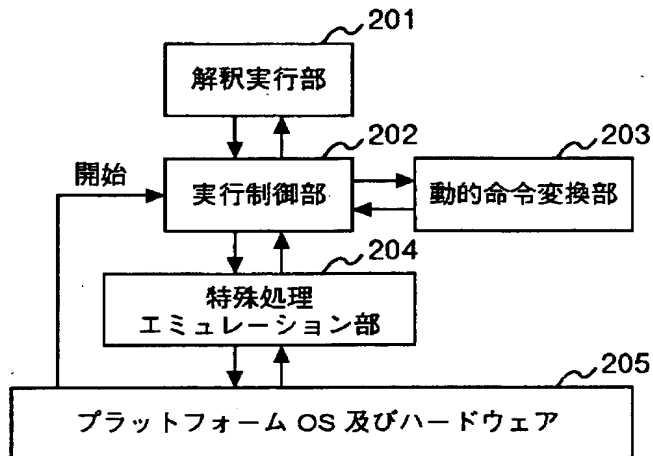 201
解釈実行部
202
203
開始
実行制御部
動的命令変換部
204
特殊処理
エミュレーション部
205
プラットフォーム OS 及びハードウェア